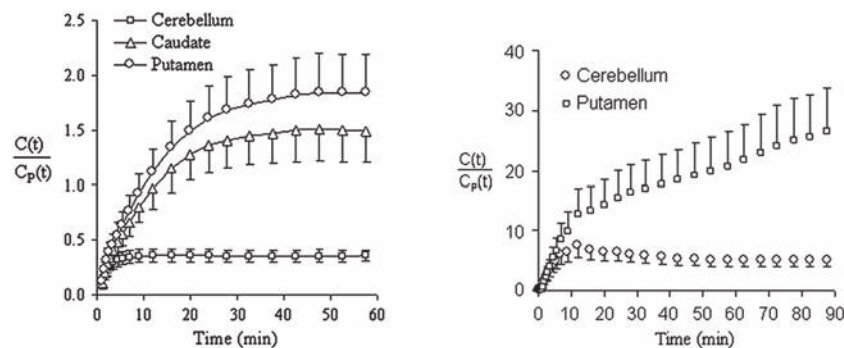 Cerebellum
Caudate
Putamen
2.5
2.0
1.5
1.0
0.5
0.0
C(t)
Cₚ(t)
0 10 20 30 40 50 60
Time (min)
Cerebellum
Putamen
40
30
20
10
0
C(t)
Cₚ(t)
0 10 20 30 40 50 60 70 80 90
Time (min)